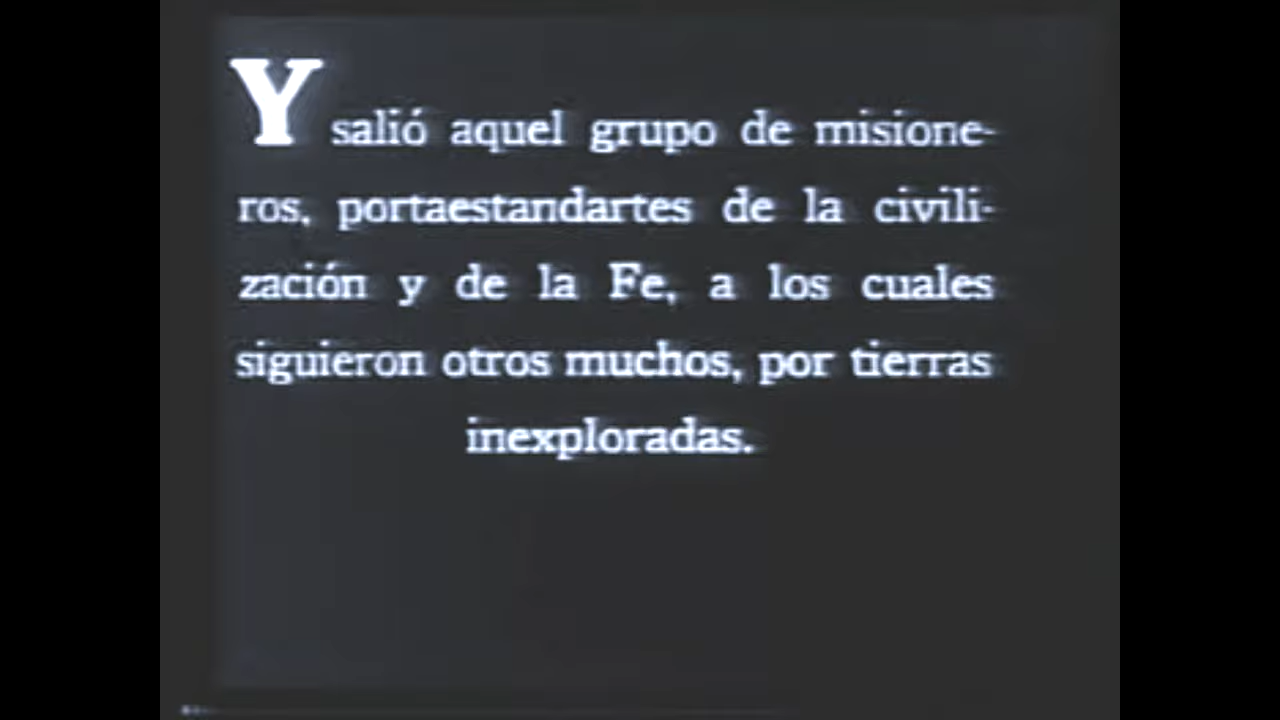 Y salió aquel grupo de misione-
ros, portaestandartes de la civili-
zación y de la Fe, a los cuales
siguieron otros muchos, por tierras
inexploradas.